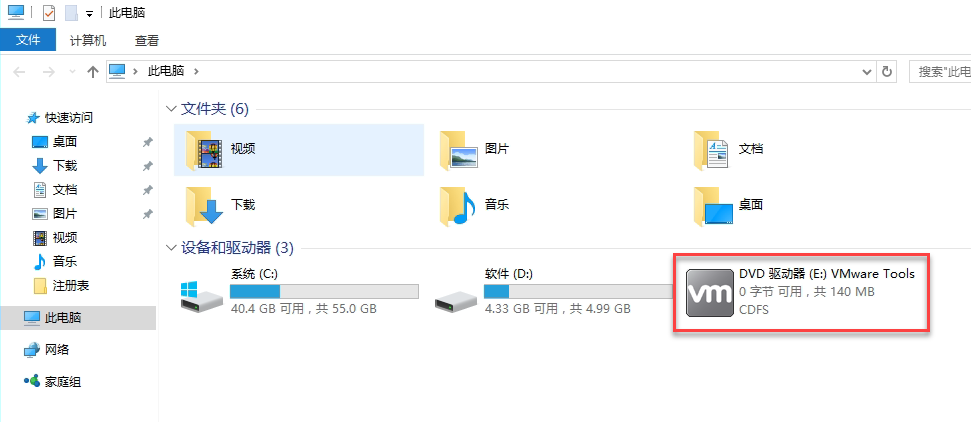 此电脑
文件 计算机 查看
此电脑
搜索"此电
快速访问
桌面
下载
文档
图片
视频
音乐
注册表
此电脑
网络
家庭组
文件夹 (6)
视频
图片
文档
下载
音乐
桌面
设备和驱动器 (3)
系统 (C:)
40.4 GB 可用，共 55.0 GB
软件 (D:)
4.33 GB 可用，共 4.99 GB
vm
DVD 驱动器 (E:) VMware Tools
0 字节 可用，共 140 MB
CDFS